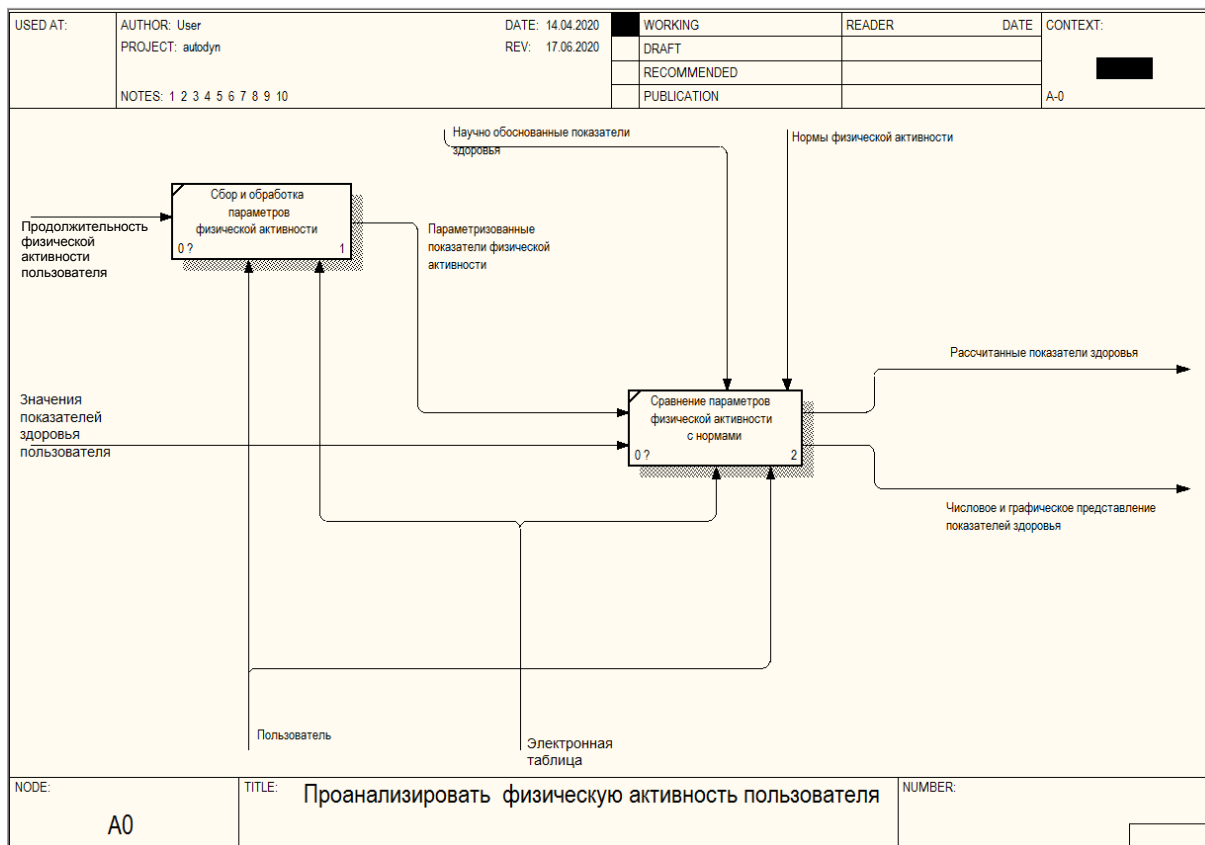 USED AT:
AUTHOR: User
DATE: 14.04.2020
PROJECT: autodyn
REV: 17.06.2020
NOTES: 1 2 3 4 5 6 7 8 9 10
WORKING
DRAFT
RECOMMENDED
PUBLICATION
READER
DATE
CONTEXT:
A-0
Научно обоснованные показатели
здоровья
Нормы физической активности
Сбор и обработка
параметров
физической активности
0 ?
1
Продолжительность
физической
активности
пользователя
Параметризованные
показатели физической
активности
Рассчитанные показатели здоровья
Значения
показателей
здоровья
пользователя
Сравнение параметров
физической активности
с нормами
0 ?
2
Числовое и графическое представление
показателей здоровья
Пользователь
Электронная
таблица
NODE:
A0
TITLE:
Проанализировать физическую активность пользователя
NUMBER: